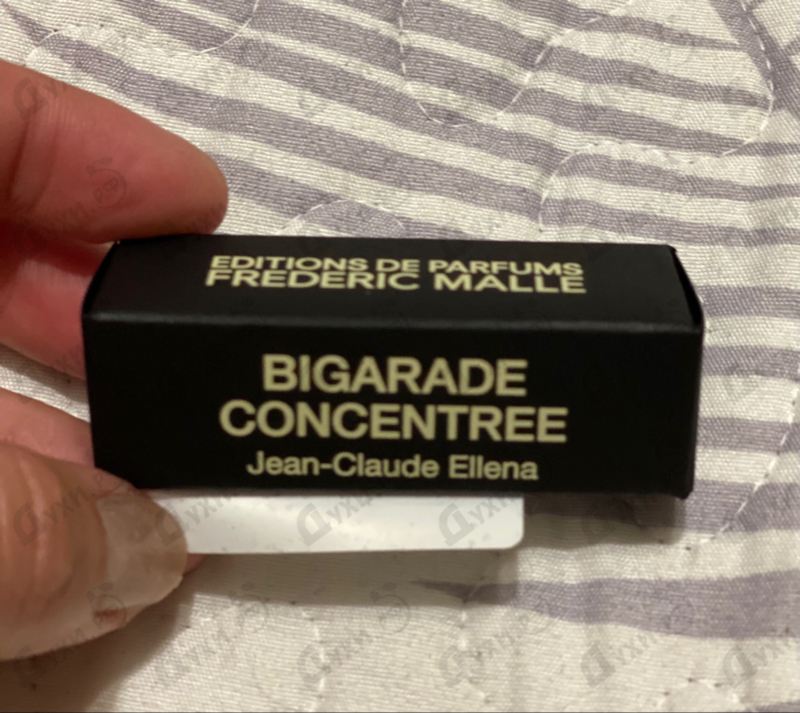 EDITIONS DE PARFUMS
FREDERIC MALLE
BIGARADE
CONCENTREE
Jean-Claude Ellena